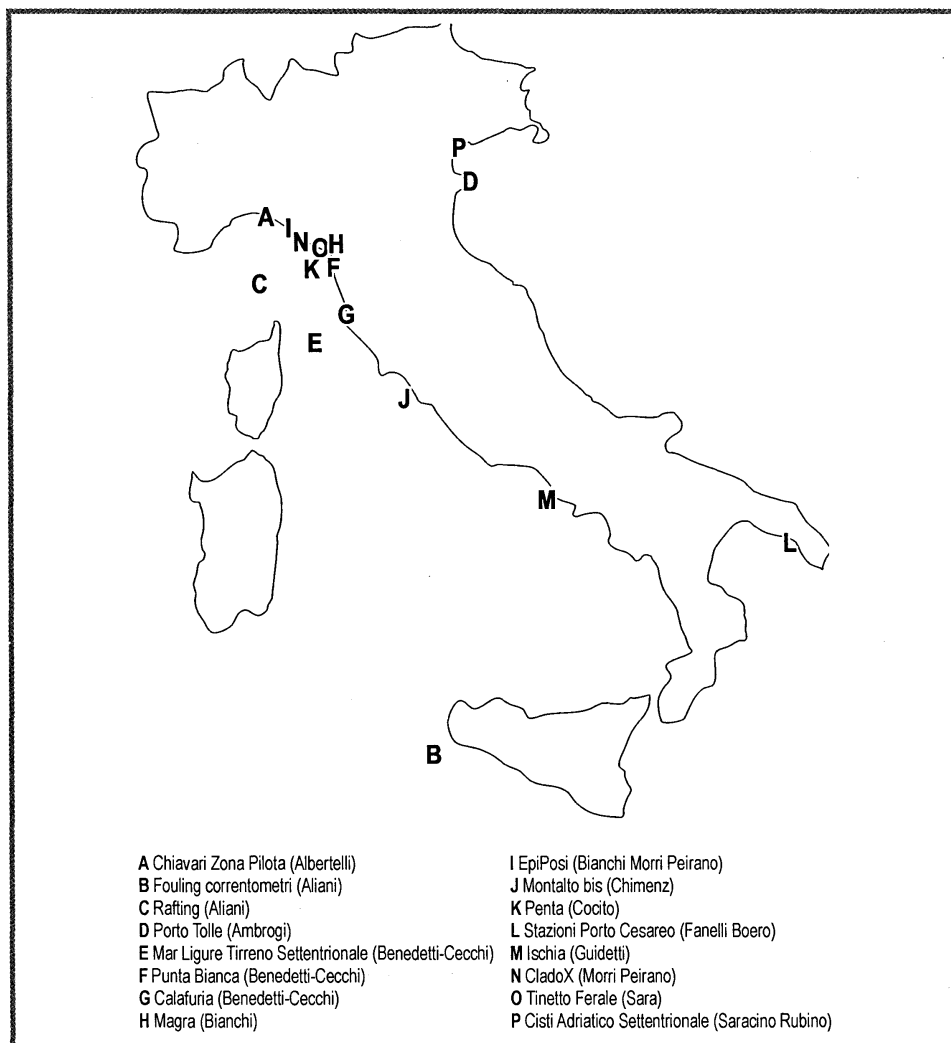 P
D
A
I
N
O H
K F
C
G
E
J
M
L
B
A Chiavari Zona Pilota (Albertelli)
B Fouling correntometri (Aliani)
C Rafting (Aliani)
D Porto Tolle (Ambrogi)
E Mar Ligure Tirreno Settentrionale (Benedetti-Cecchi)
F Punta Bianca (Benedetti-Cecchi)
G Calafuria (Benedetti-Cecchi)
H Magra (Bianchi)
I EpiPosi (Bianchi Morri Peirano)
J Montalto bis (Chimenz)
K Penta (Cocito)
L Stazioni Porto Cesareo (Fanelli Boero)
M Ischia (Guidetti)
N CladoX (Morri Peirano)
O Tinetto Ferale (Sara)
P Cisti Adriatico Settentrionale (Saracino Rubino)